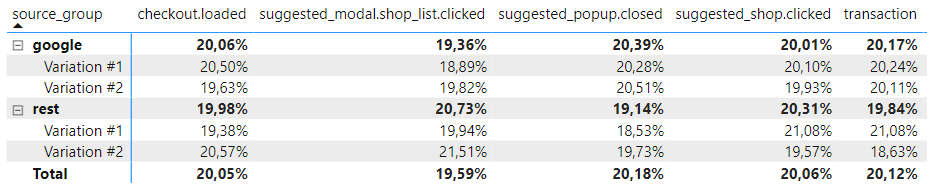 source_group checkout.loaded suggested_modal.shop_list.clicked suggested_popup.closed suggested_shop.clicked transaction
google 20,06% 19,36% 20,39% 20,01% 20,17%
Variation #1 20,50% 18,89% 20,28% 20,10% 20,24%
Variation #2 19,63% 19,82% 20,51% 19,93% 20,11%
rest 19,98% 20,73% 19,14% 20,31% 19,84%
Variation #1 19,38% 19,94% 18,53% 21,08% 21,08%
Variation #2 20,57% 21,51% 19,73% 19,57% 18,63%
Total 20,05% 19,59% 20,18% 20,06% 20,12%